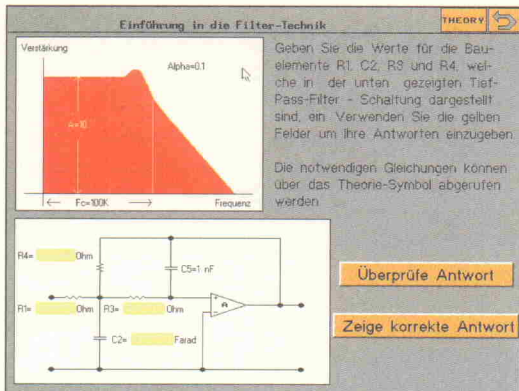 Einführung in die Filter-Technik
THEORY
Verstärkung
Alpha=0.1
A=10
Fc=100K
Frequenz
Geben Sie die Werte für die Bau-
elemente R1, C2, R3 und R4, wel-
che in der unten gezeigten Tief-
Pass-Filter - Schaltung dargestellt
sind, ein Verwenden Sie die gelben
Felder um Ihre Antworten einzugeben
Die notwendigen Gleichungen können
über das Theorie-Symbol abgerufen
werden
R4= Ohm
C5=1 nF
R1= Ohm R3= Ohm
A
C2= Farad
Überprüfe Antwort
Zeige korrekte Antwort